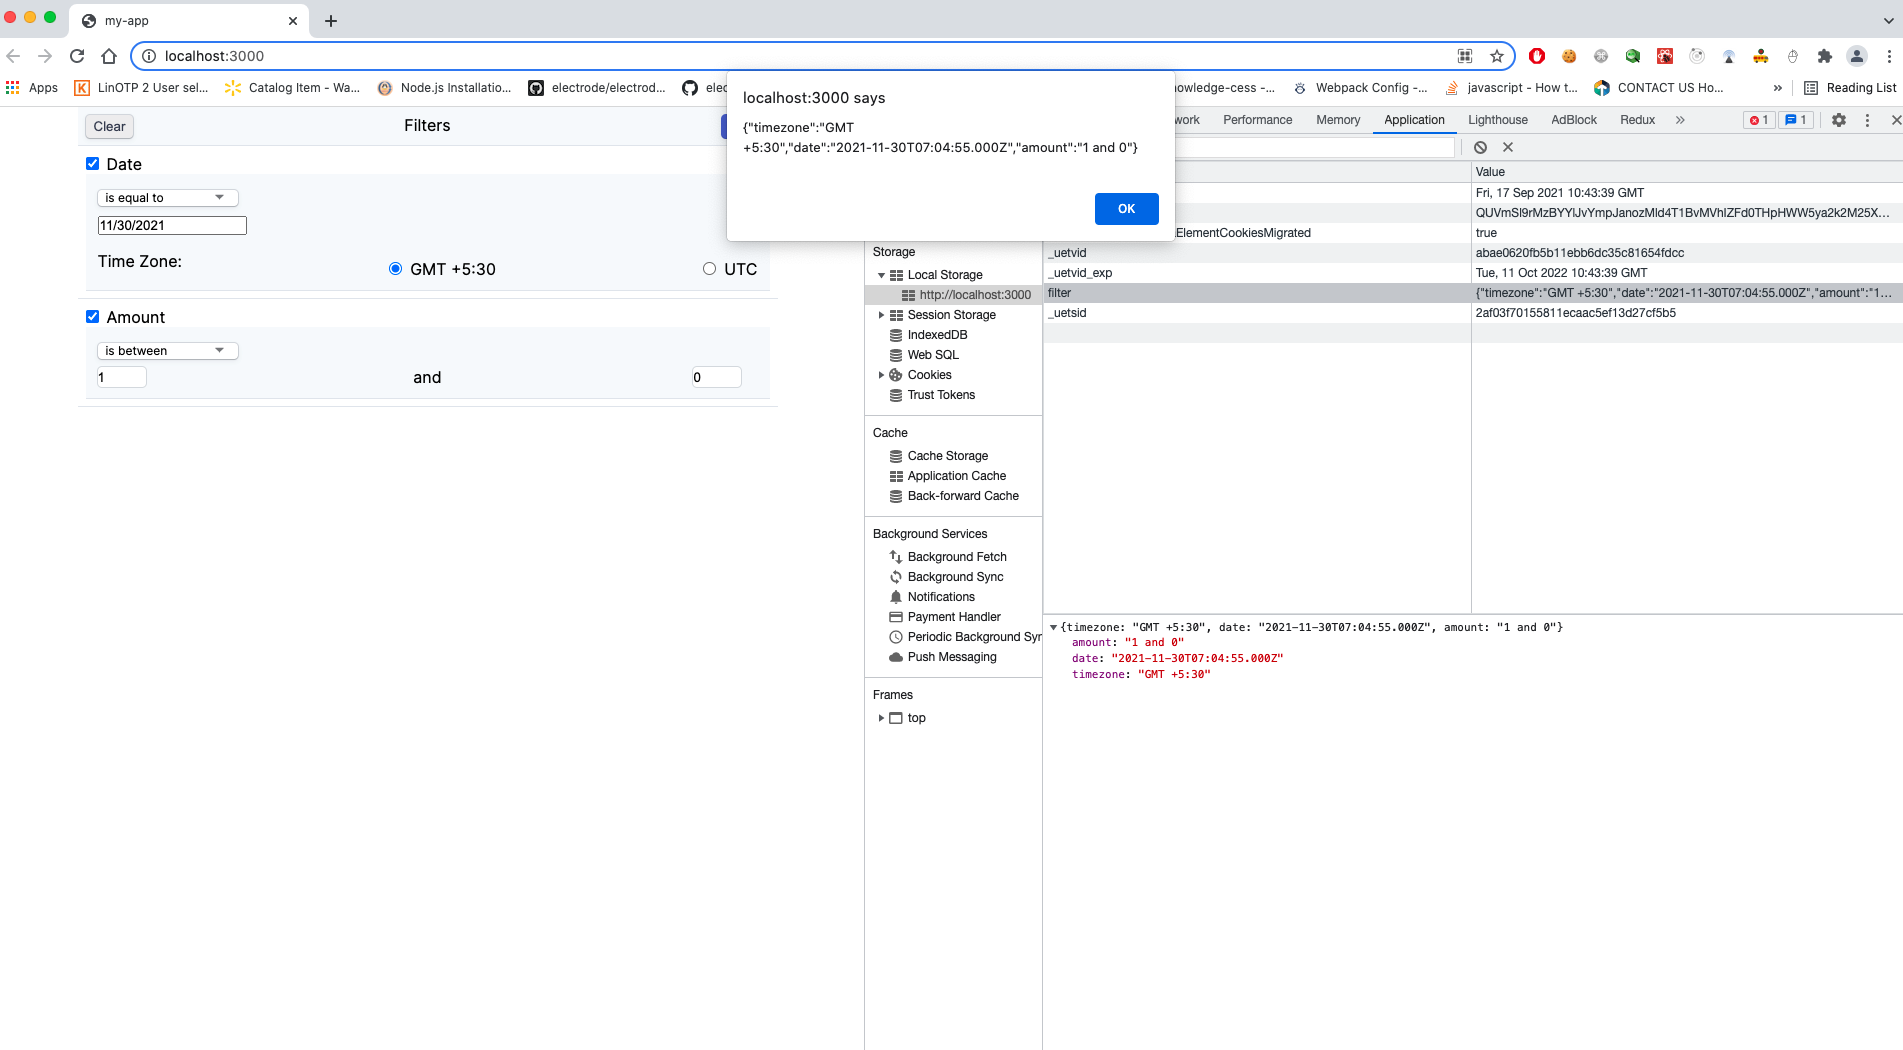 my-app
localhost:3000
Apps
LinOTP 2 User sel...
Catalog Item - Wa...
Node.js Installatio...
electrode/electrod...
elec
nowledge-cess -...
Webpack Config -...
javascript - How t...
CONTACT US Ho...
»
Reading List
localhost:3000 says
{"timezone":"GMT
+5:30","date":"2021-11-30T07:04:55.000Z","amount":"1 and 0"}
OK
Clear
Filters
Date
is equal to
11/30/2021
Time Zone:
GMT +5:30
UTC
Amount
is between
1
and
0
work
Performance
Memory
Application
Lighthouse
AdBlock
Redux
»
1
1
Value
Fri, 17 Sep 2021 10:43:39 GMT
ElementCookiesMigrated
true
_uetvid
abae0620fb5b11ebb6dc35c81654fdcc
_uetvid_exp
Tue, 11 Oct 2022 10:43:39 GMT
filter
{"timezone":"GMT +5:30","date":"2021-11-30T07:04:55.000Z","amount":"1...
_uetsid
2af03f70155811ecaac5ef13d27cf5b5
Storage
Local Storage
http://localhost:3000
Session Storage
IndexedDB
Web SQL
Cookies
Trust Tokens
Cache
Cache Storage
Application Cache
Back-forward Cache
Background Services
Background Fetch
Background Sync
Notifications
Payment Handler
Periodic Background Syn
Push Messaging
Frames
top
{timezone: "GMT +5:30", date: "2021-11-30T07:04:55.000Z", amount: "1 and 0"}
amount: "1 and 0"
date: "2021-11-30T07:04:55.000Z"
timezone: "GMT +5:30"